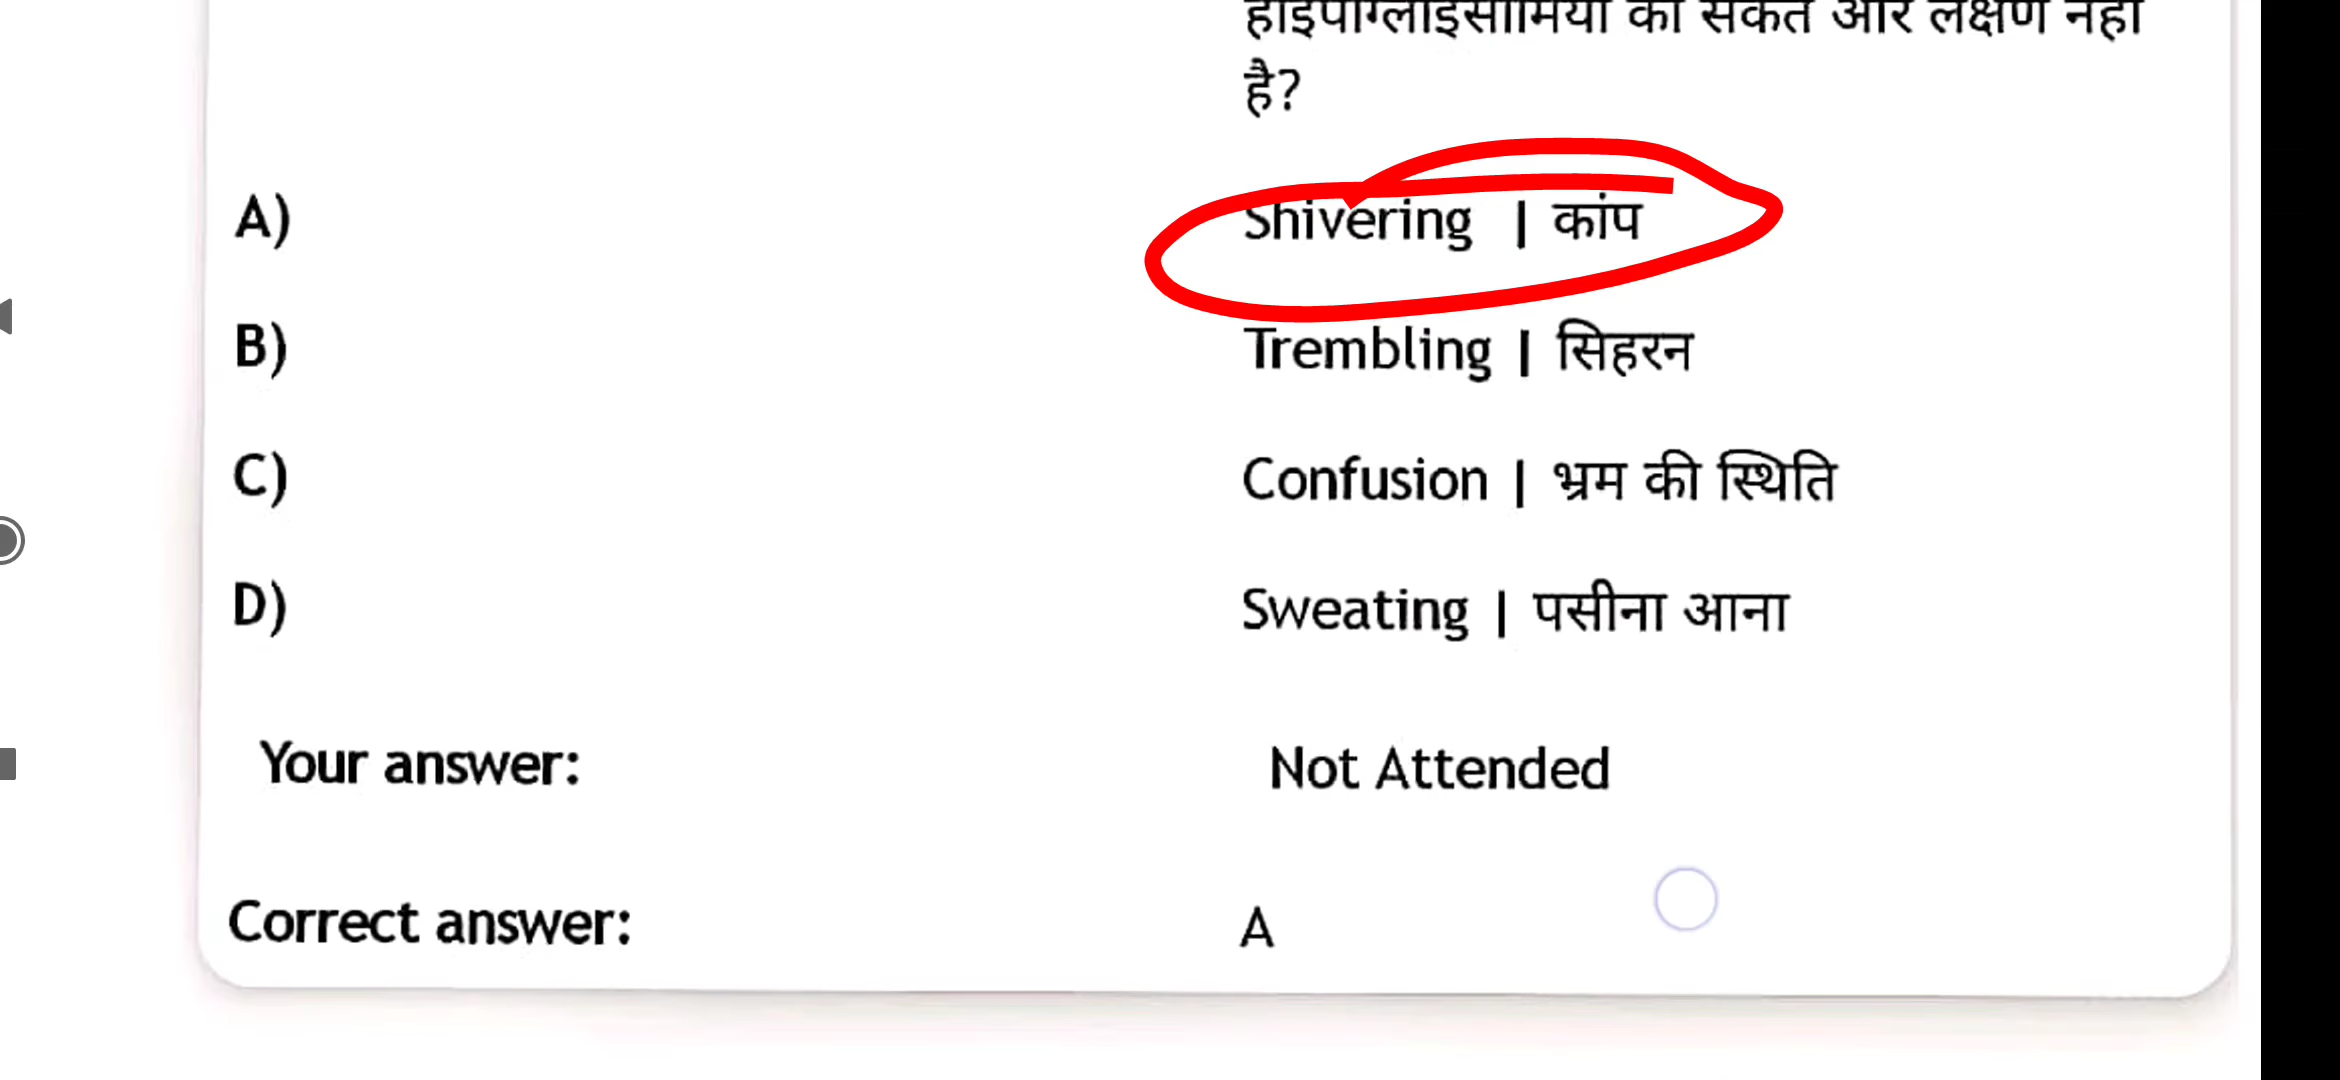 हाइपोग्लाइसीमिया का संकेत और लक्षण नहीं
है?
A) Shivering | कांप
B) Trembling | सिहरन
C) Confusion | भ्रम की स्थिति
D) Sweating | पसीना आना
Your answer: Not Attended
Correct answer: A